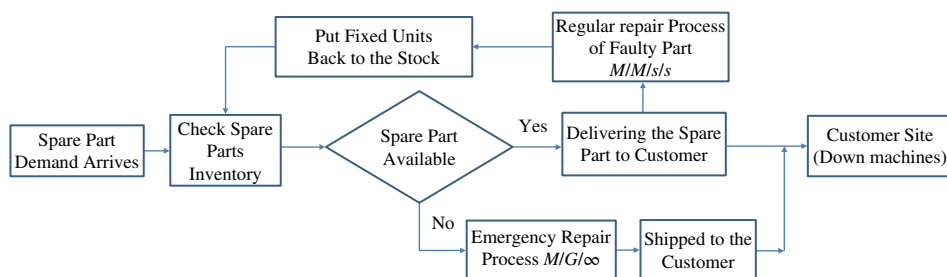 Put Fixed Units
Back to the Stock
Regular repair Process
of Faulty Part
M/M/s/s
Spare Part
Demand Arrives
Check Spare
Parts
Inventory
Spare Part
Available
Yes
Delivering the Spare
Part to Customer
Customer Site
(Down machines)
No
Emergency Repair
Process M/G/∞
Shipped to the
Customer